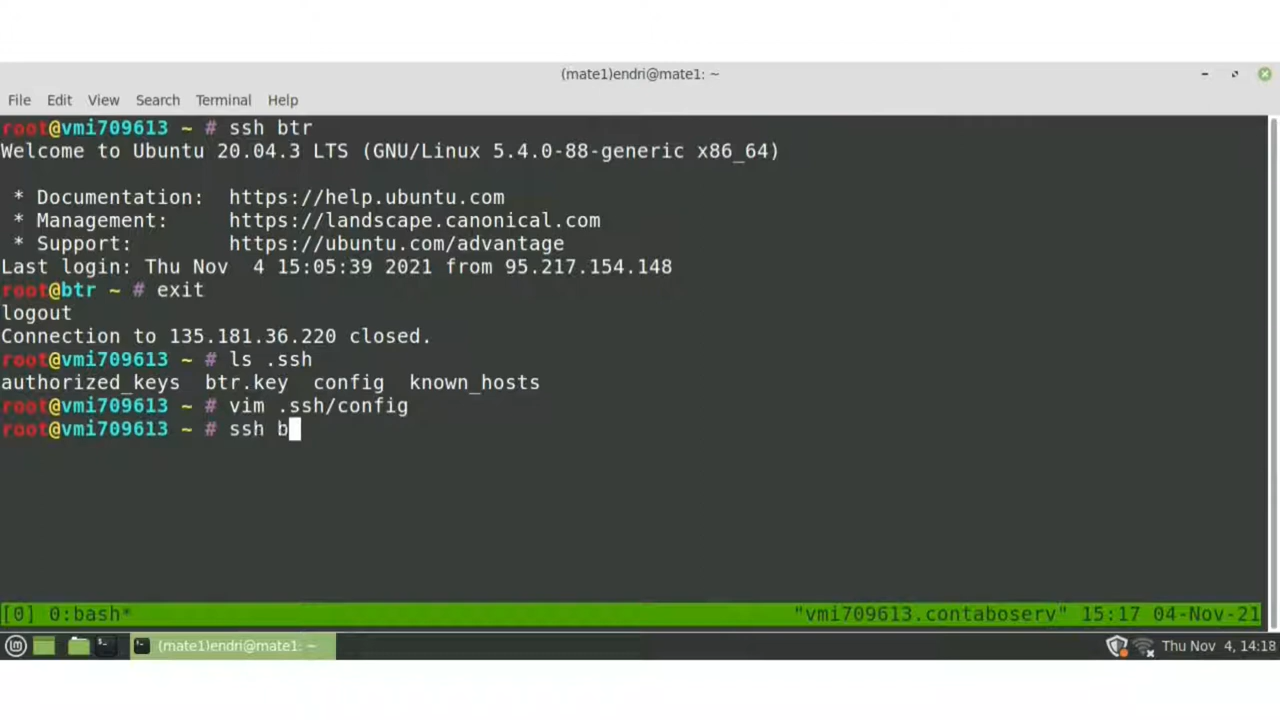 (mate1)endri@mate1: ~
File Edit View Search Terminal Help
root@vmi709613 ~ # ssh btr
Welcome to Ubuntu 20.04.3 LTS (GNU/Linux 5.4.0-88-generic x86_64)
* Documentation: https://help.ubuntu.com
* Management: https://landscape.canonical.com
* Support: https://ubuntu.com/advantage
Last login: Thu Nov 4 15:05:39 2021 from 95.217.154.148
root@btr ~ # exit
logout
Connection to 135.181.36.220 closed.
root@vmi709613 ~ # ls .ssh
authorized_keys btr.key config known_hosts
root@vmi709613 ~ # vim .ssh/config
root@vmi709613 ~ # ssh b
[0] 0:bash* "vmi709613.contaboserv" 15:17 04-Nov-21
(mate1)endri@mate1: ~ Thu Nov 4, 14:18